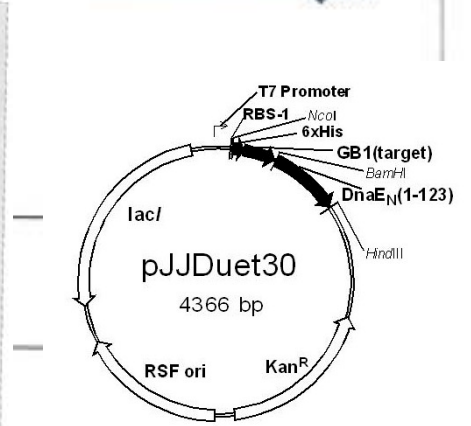 T7 Promoter
RBS-1
NcoI
6xHis
GB1(target)
BamHI
DnaEN(1-123)
HindIII
lacI
pJJDuet30
4366 bp
RSF ori
KanR